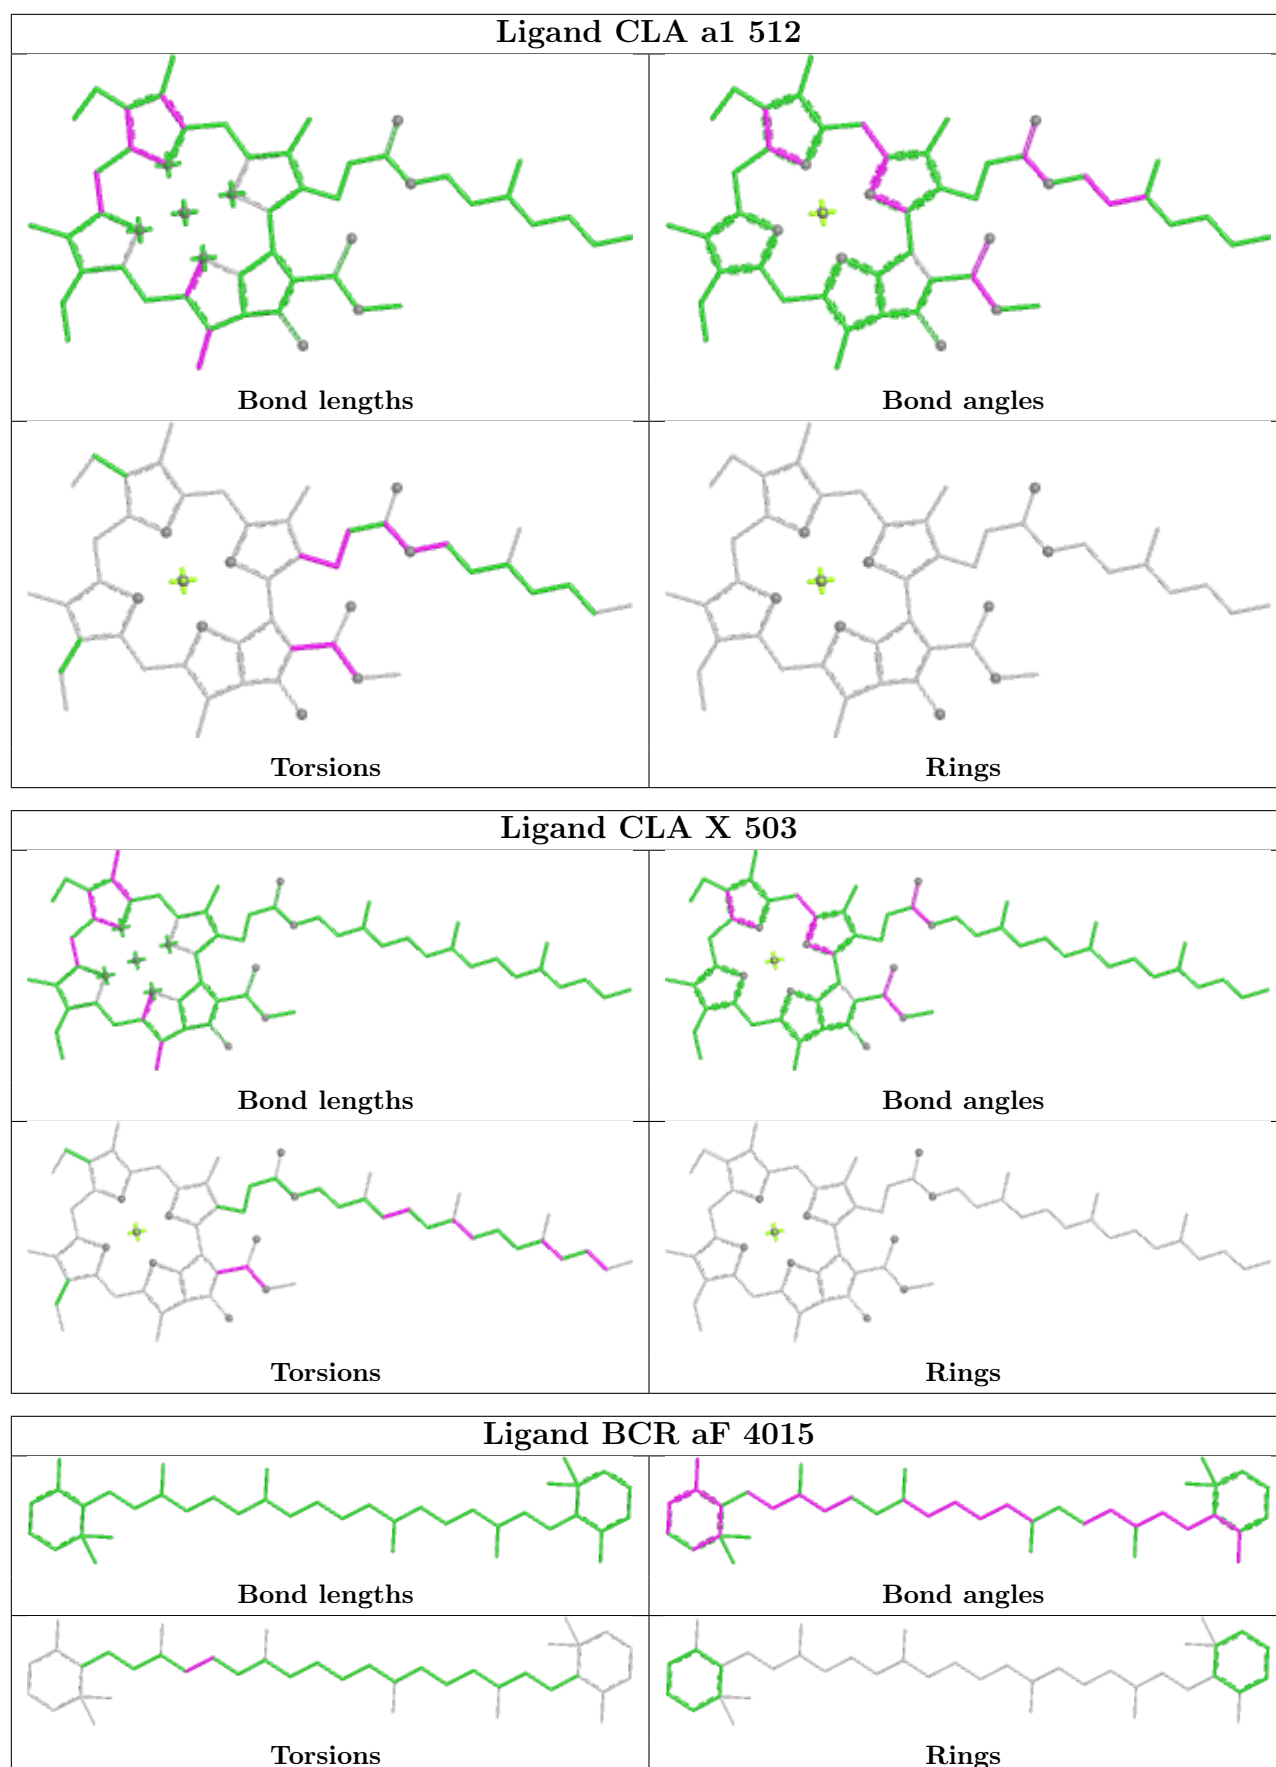 Ligand CLA a1 512
Bond lengths
Bond angles
Torsions
Rings
Ligand CLA X 503
Bond lengths
Bond angles
Torsions
Rings
Ligand BCR aF 4015
Bond lengths
Bond angles
Torsions
Rings